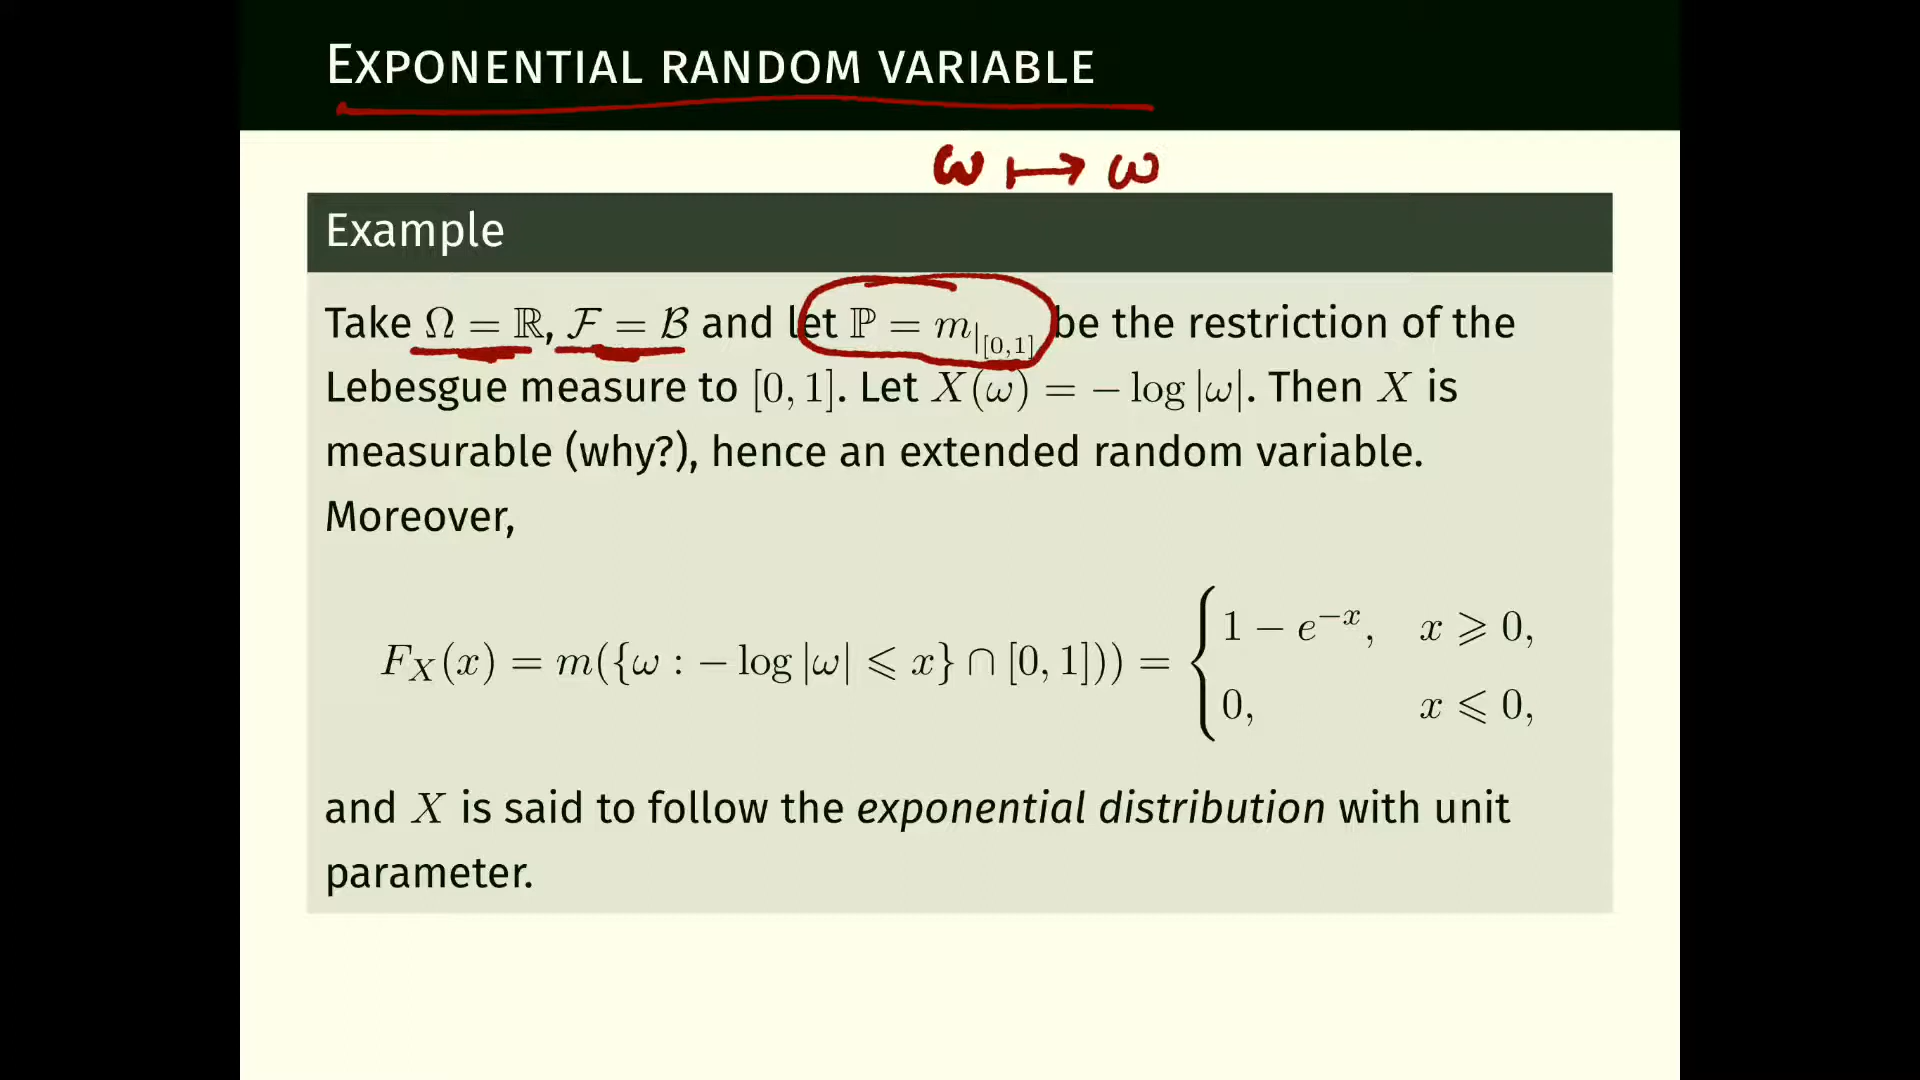 EXPONENTIAL RANDOM VARIABLE
ω ↦ ω
Example
Take Ω = ℝ, ℱ = ℬ and let ℙ = m|[0,1] be the restriction of the
Lebesgue measure to [0, 1]. Let X(ω) = − log |ω|. Then X is
measurable (why?), hence an extended random variable.
Moreover,
F_X(x) = m({ω : − log |ω| ⩽ x} ∩ [0, 1])) = { 1 − e^{−x}, x ⩾ 0,
0, x ⩽ 0,
and X is said to follow the exponential distribution with unit
parameter.